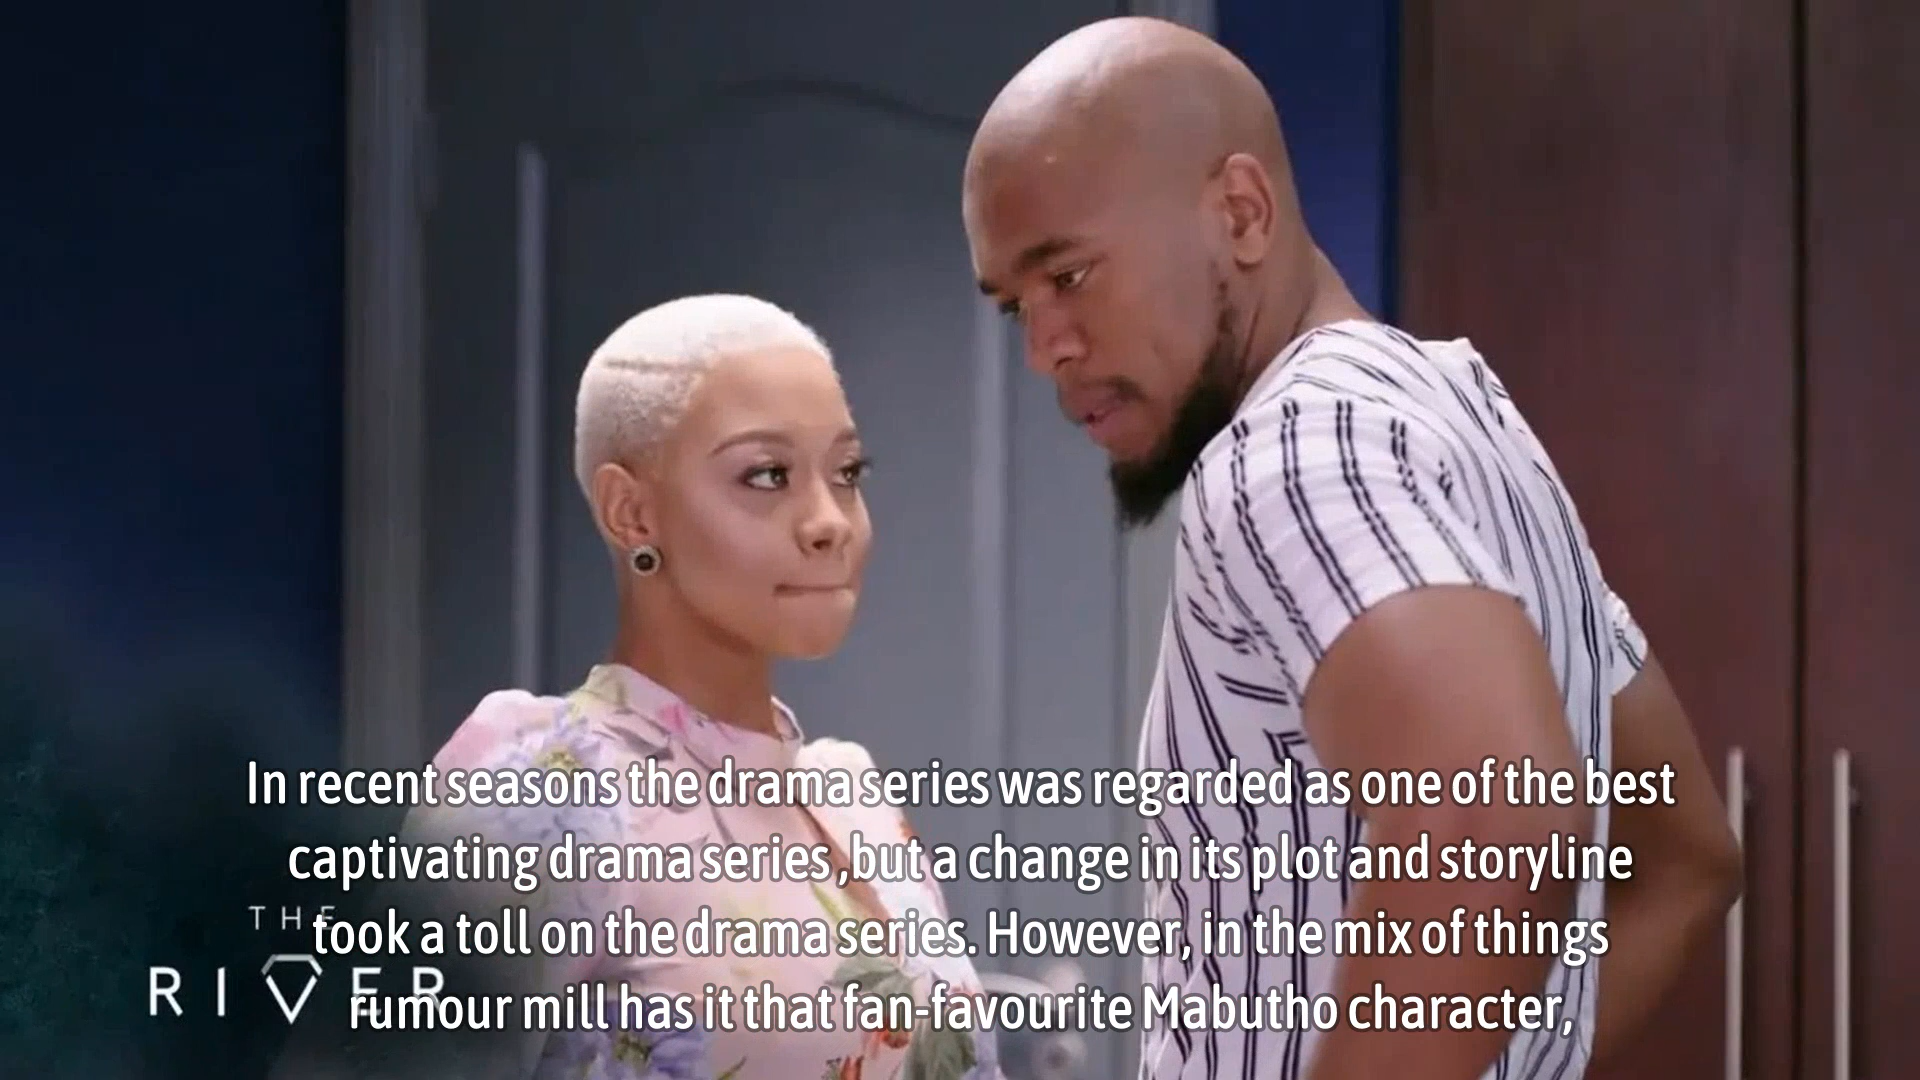 In recent seasons the drama series was regarded as one of the best
captivating drama series ,but a change in its plot and storyline
took a toll on the drama series. However, in the mix of things
rumour mill has it that fan-favourite Mabutho character,
THE
RIVER